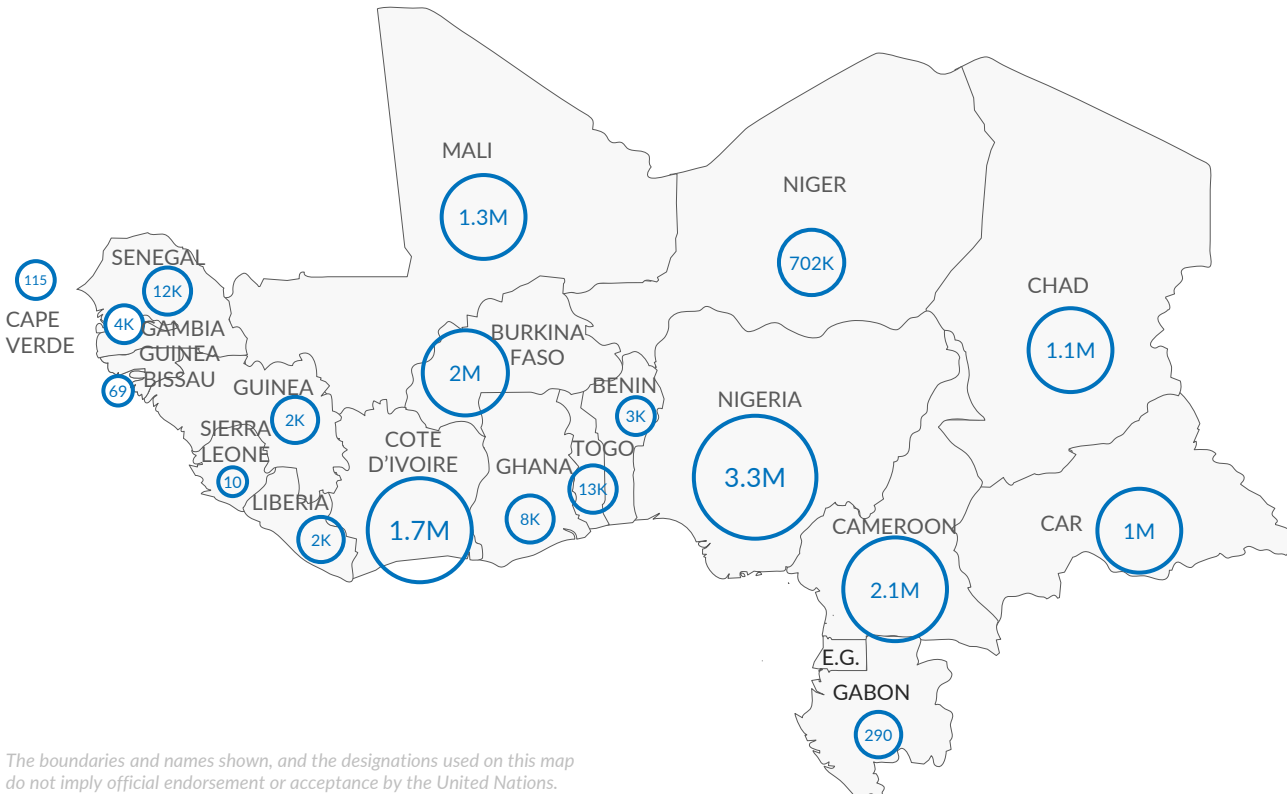 MALI
1.3M
NIGER
702K
SENEGAL
12K
115
CAPE
VERDE
4K
GAMBIA
GUINEA
BISSAU
69
CHAD
1.1M
BURKINA
FASO
2M
GUINEA
2K
BENIN
3K
NIGERIA
3.3M
SIERRA
LEONE
10
COTE
D'IVOIRE
1.7M
GHANA
8K
TOGO
13K
LIBERIA
2K
CAMEROON
2.1M
CAR
1M
E.G.
GABON
290
The boundaries and names shown, and the designations used on this map
do not imply official endorsement or acceptance by the United Nations.